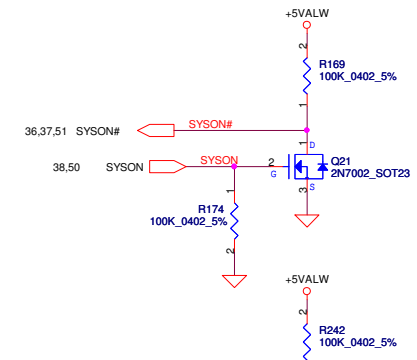 +5VALW
2
R169
100K_0402_5%
1
36,37,51 SYSON# SYSON#
1 D
38,50 SYSON SYSON 2 G
Q21
2N7002_SOT23
3 S
1
R174
100K_0402_5%
2
+5VALW
2
R242
100K_0402_5%